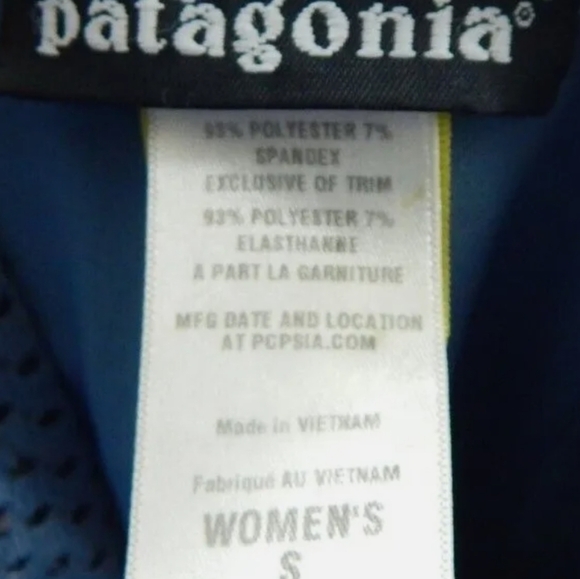 patagonia®
93% POLYESTER 7%
SPANDEX
EXCLUSIVE OF TRIM
93% POLYESTER 7%
ELASTHANNE
A PART LA GARNITURE
MFG DATE AND LOCATION
AT PCPSIA.COM
Made in VIETNAM
Fabriqué AU VIETNAM
WOMEN'S
S